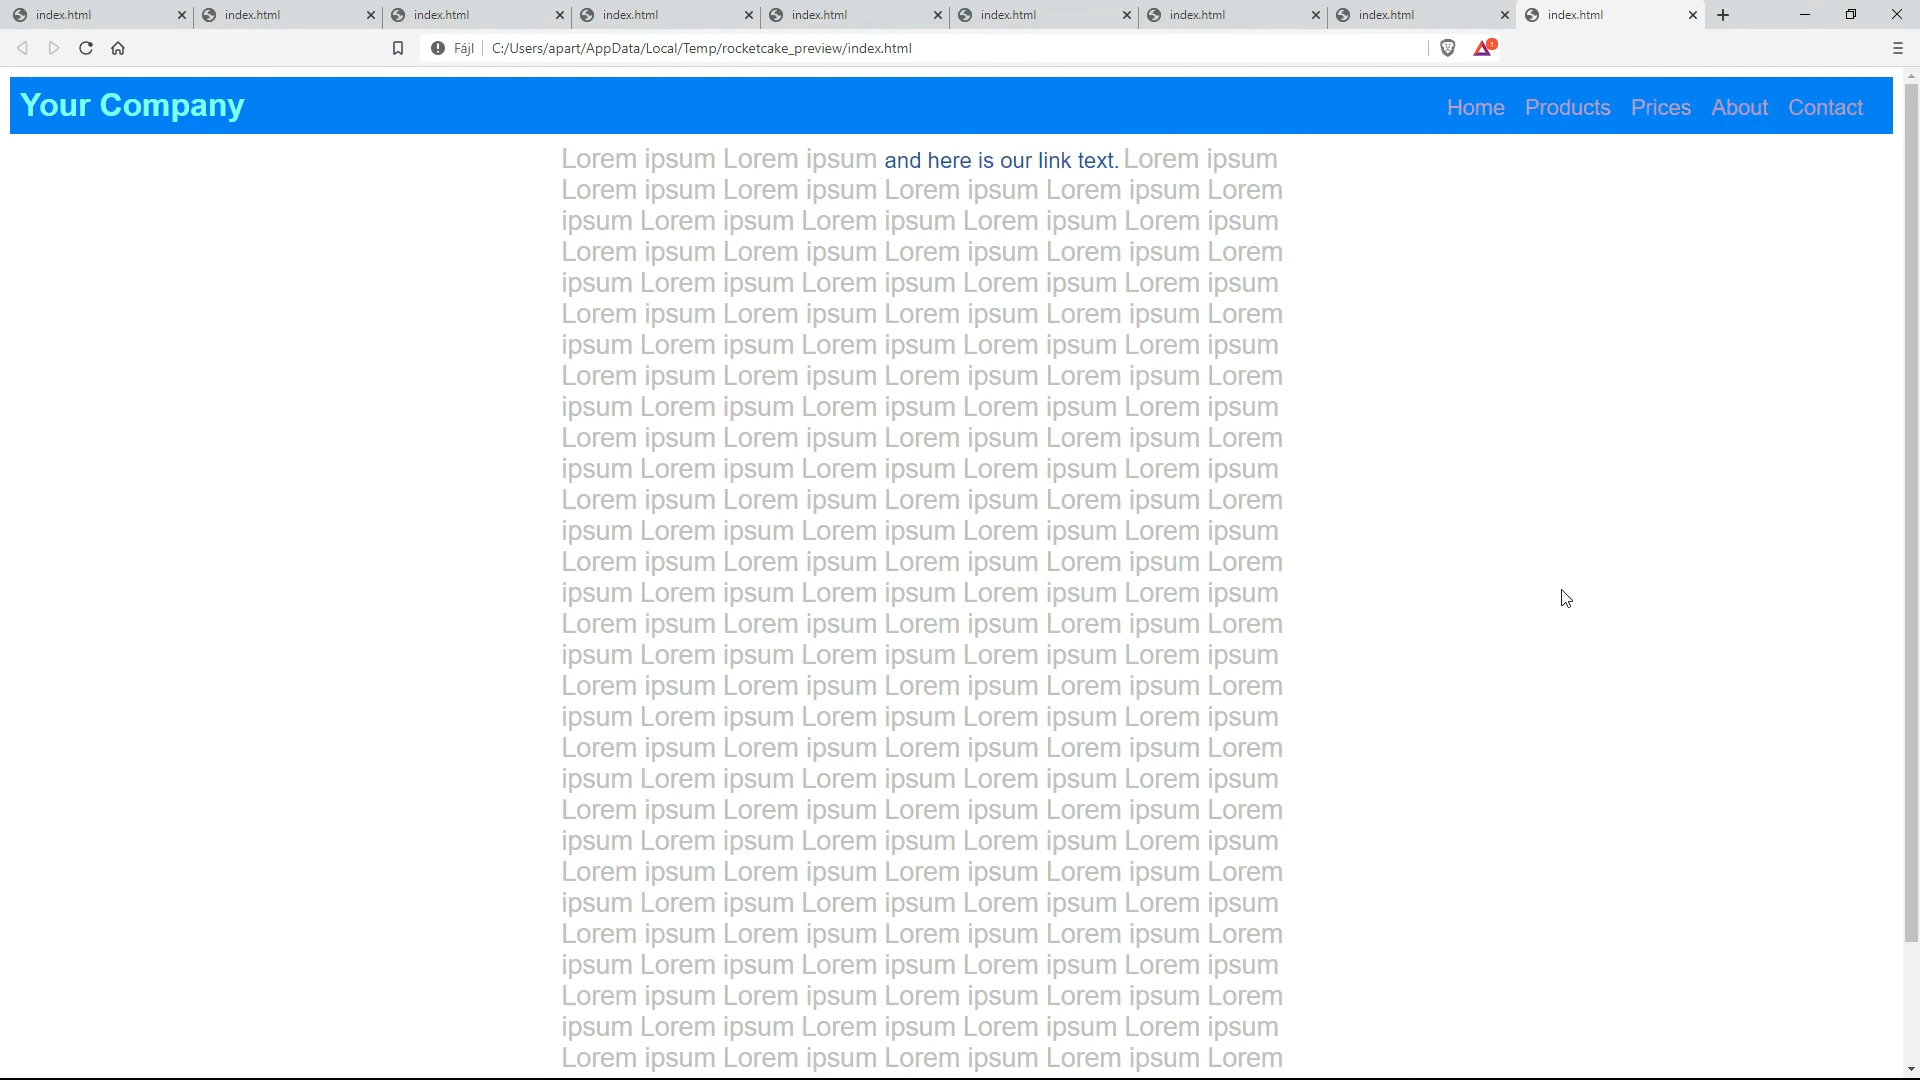 index.html index.html index.html index.html index.html index.html index.html index.html index.html
Fájl C:/Users/apart/AppData/Local/Temp/rocketcake_preview/index.html 1
Your Company Home Products Prices About Contact
Lorem ipsum Lorem ipsum and here is our link text. Lorem ipsum
Lorem ipsum Lorem ipsum Lorem ipsum Lorem ipsum Lorem
ipsum Lorem ipsum Lorem ipsum Lorem ipsum Lorem ipsum
Lorem ipsum Lorem ipsum Lorem ipsum Lorem ipsum Lorem
ipsum Lorem ipsum Lorem ipsum Lorem ipsum Lorem ipsum
Lorem ipsum Lorem ipsum Lorem ipsum Lorem ipsum Lorem
ipsum Lorem ipsum Lorem ipsum Lorem ipsum Lorem ipsum
Lorem ipsum Lorem ipsum Lorem ipsum Lorem ipsum Lorem
ipsum Lorem ipsum Lorem ipsum Lorem ipsum Lorem ipsum
Lorem ipsum Lorem ipsum Lorem ipsum Lorem ipsum Lorem
ipsum Lorem ipsum Lorem ipsum Lorem ipsum Lorem ipsum
Lorem ipsum Lorem ipsum Lorem ipsum Lorem ipsum Lorem
ipsum Lorem ipsum Lorem ipsum Lorem ipsum Lorem ipsum
Lorem ipsum Lorem ipsum Lorem ipsum Lorem ipsum Lorem
ipsum Lorem ipsum Lorem ipsum Lorem ipsum Lorem ipsum
Lorem ipsum Lorem ipsum Lorem ipsum Lorem ipsum Lorem
ipsum Lorem ipsum Lorem ipsum Lorem ipsum Lorem ipsum
Lorem ipsum Lorem ipsum Lorem ipsum Lorem ipsum Lorem
ipsum Lorem ipsum Lorem ipsum Lorem ipsum Lorem ipsum
Lorem ipsum Lorem ipsum Lorem ipsum Lorem ipsum Lorem
ipsum Lorem ipsum Lorem ipsum Lorem ipsum Lorem ipsum
Lorem ipsum Lorem ipsum Lorem ipsum Lorem ipsum Lorem
ipsum Lorem ipsum Lorem ipsum Lorem ipsum Lorem ipsum
Lorem ipsum Lorem ipsum Lorem ipsum Lorem ipsum Lorem
ipsum Lorem ipsum Lorem ipsum Lorem ipsum Lorem ipsum
Lorem ipsum Lorem ipsum Lorem ipsum Lorem ipsum Lorem
ipsum Lorem ipsum Lorem ipsum Lorem ipsum Lorem ipsum
Lorem ipsum Lorem ipsum Lorem ipsum Lorem ipsum Lorem
ipsum Lorem ipsum Lorem ipsum Lorem ipsum Lorem ipsum
Lorem ipsum Lorem ipsum Lorem ipsum Lorem ipsum Lorem